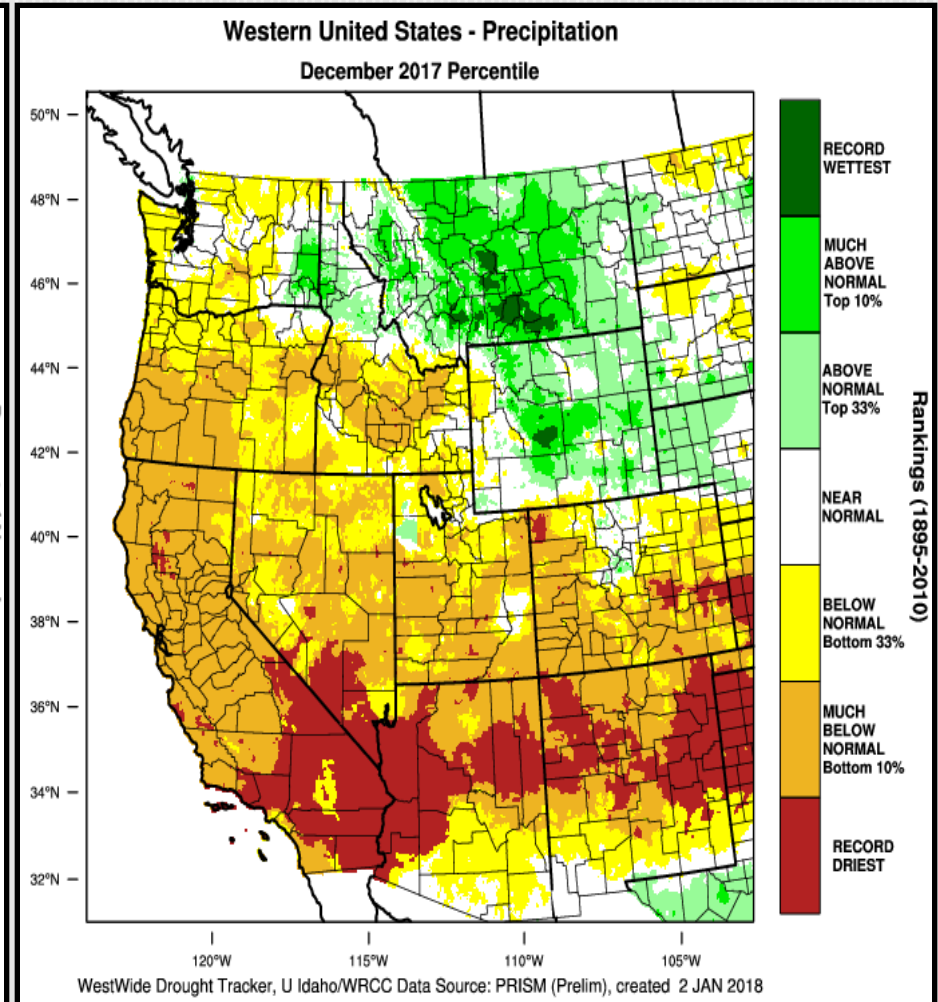 Western United States - Precipitation
December 2017 Percentile
50°N
48°N
46°N
44°N
42°N
40°N
38°N
36°N
34°N
32°N
120°W
115°W
110°W
105°W
RECORD
WETTEST
MUCH
ABOVE
NORMAL
Top 10%
ABOVE
NORMAL
Top 33%
NEAR
NORMAL
BELOW
NORMAL
Bottom 33%
MUCH
BELOW
NORMAL
Bottom 10%
RECORD
DRIEST
Rankings (1895-2010)
WestWide Drought Tracker, U Idaho/WRCC Data Source: PRISM (Prelim), created 2 JAN 2018